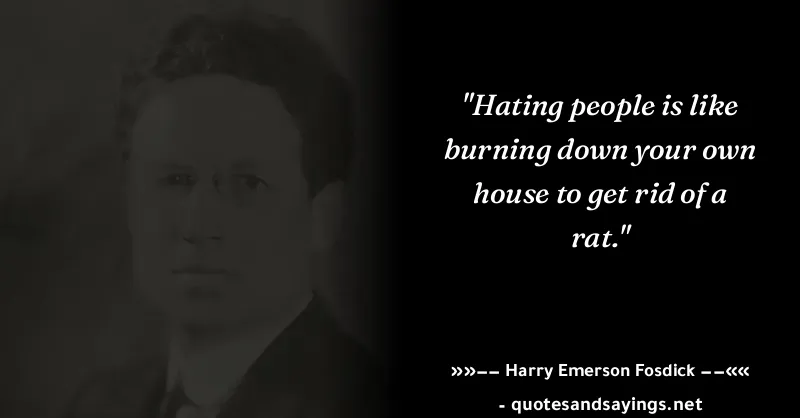 "Hating people is like
burning down your own
house to get rid of a
rat."
»»−− Harry Emerson Fosdick −−««
- quotesandsayings.net